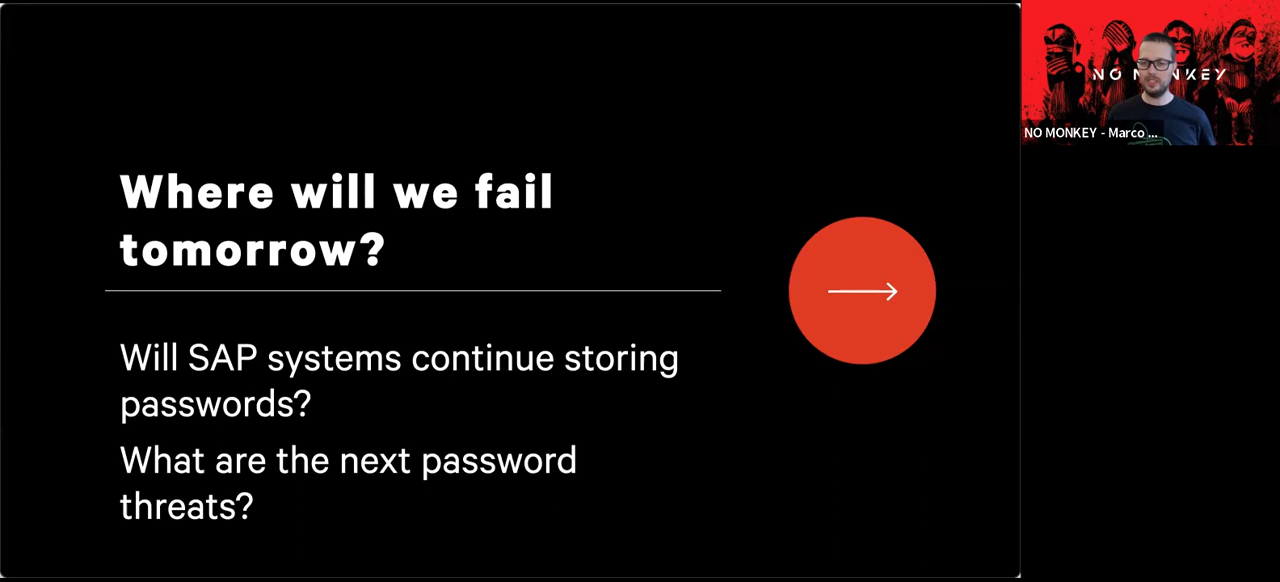 Where will we fail
tomorrow?
Will SAP systems continue storing
passwords?
What are the next password
threats?
NO M NKEY
NO MONKEY - Marco ...